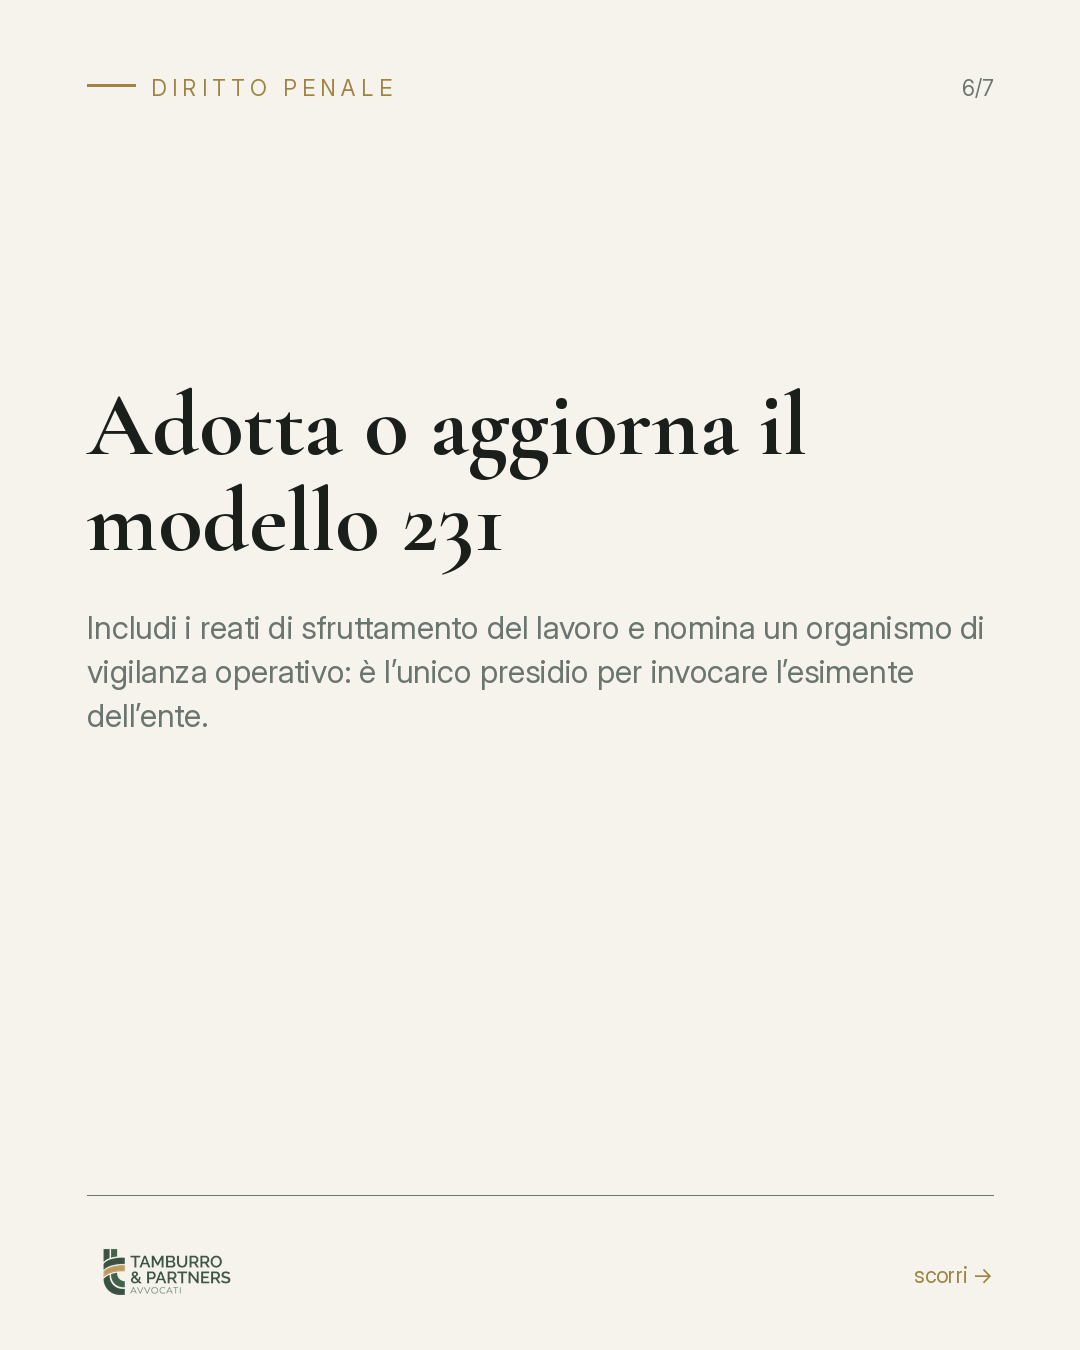 DIRITTO PENALE
6/7
Adotta o aggiorna il
modello 231
Includi i reati di sfruttamento del lavoro e nomina un organismo di
vigilanza operativo: è l’unico presidio per invocare l’esimente
dell’ente.
TAMBURRO
& PARTNERS
AVVOCATI
scorri →